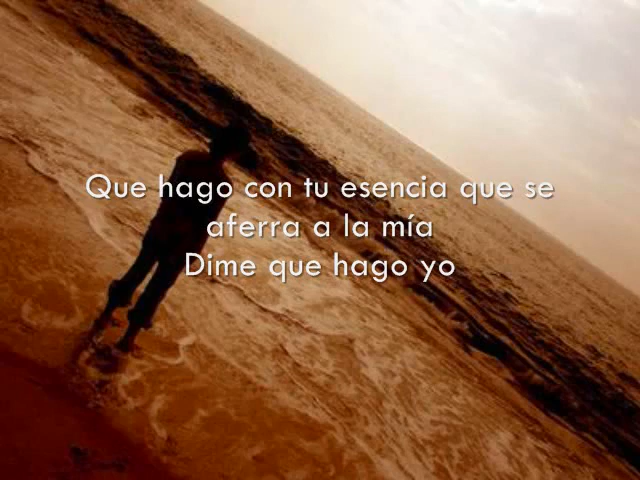 Que hago con tu esencia que se
aferra a la mía
Dime que hago yo